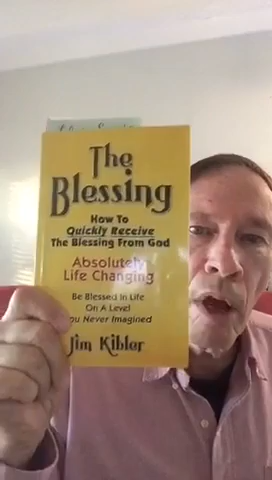 The
Blessing
How To
Quickly Receive
The Blessing From God
Absolutely
Life Changing
Be Blessed In Life
On A Level
You Never Imagined
Jim Kibler